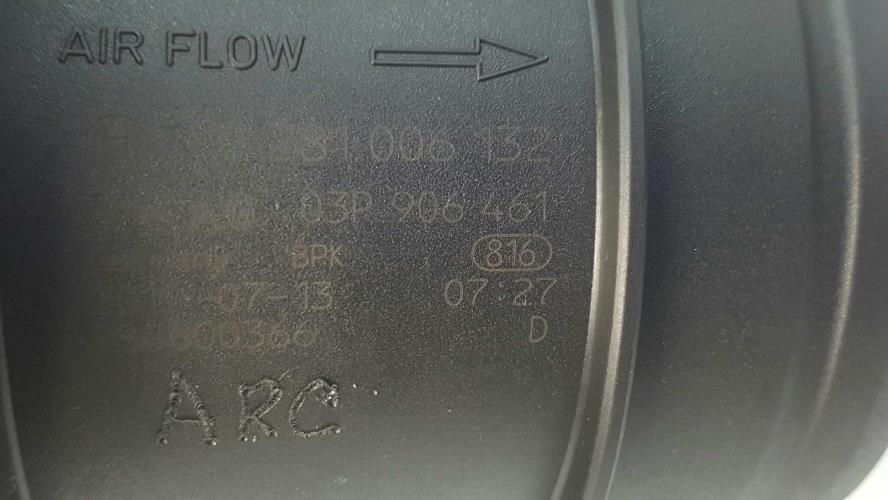 AIR FLOW
281 006 132
03P 906 461
BPK 816
-07-13 07:27
D
ARC